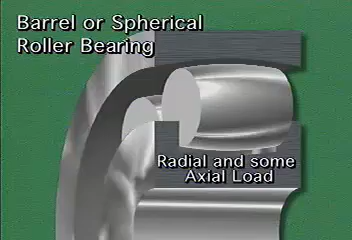 Barrel or Spherical
Roller Bearing
Radial and some
Axial Load